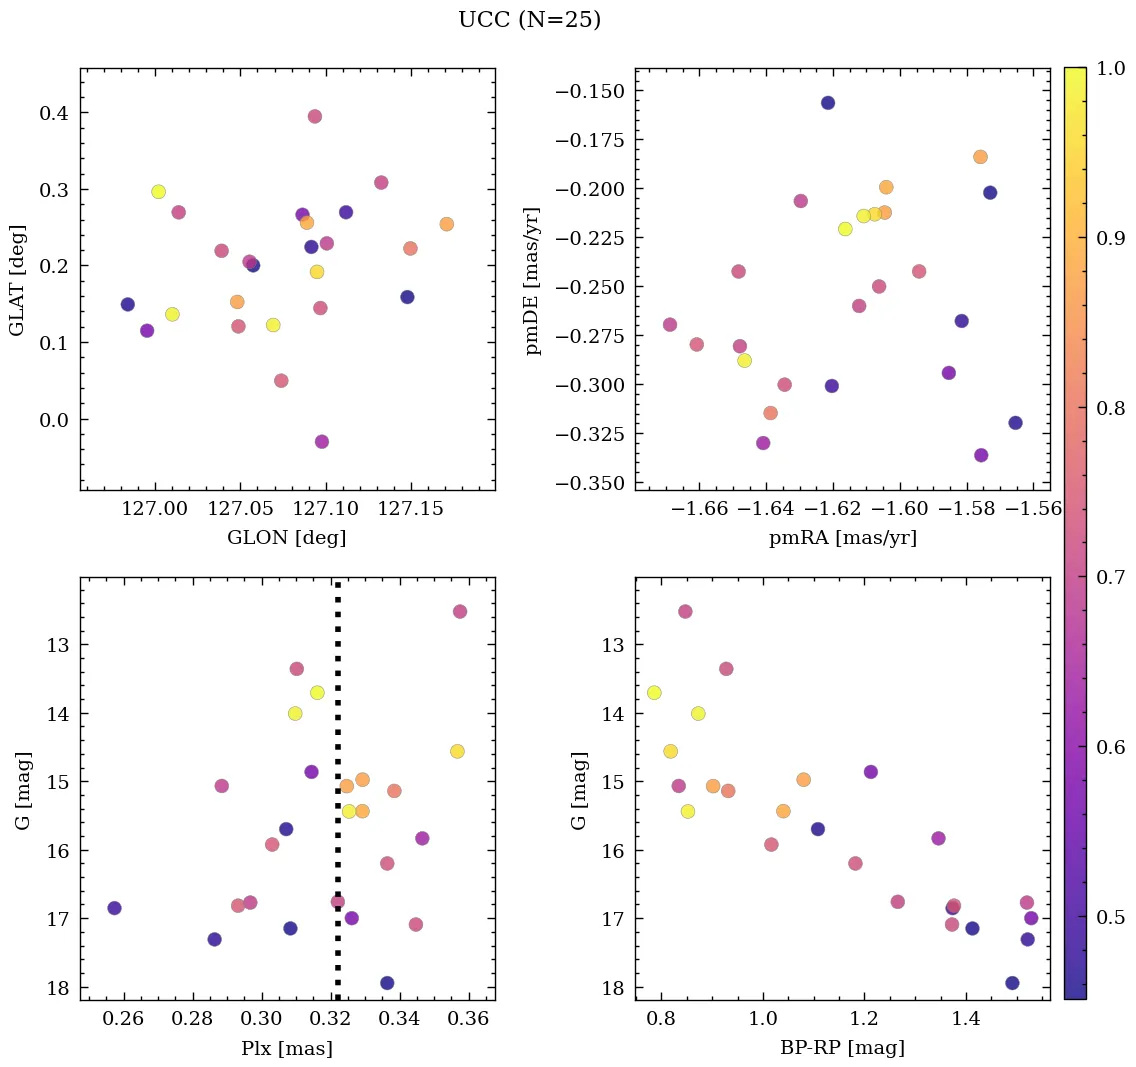 UCC (N=25)
0.4
0.3
0.2
0.1
0.0
GLAT [deg]
127.00 127.05 127.10 127.15
GLON [deg]
−0.150
−0.175
−0.200
−0.225
−0.250
−0.275
−0.300
−0.325
−0.350
pmDE [mas/yr]
−1.66 −1.64 −1.62 −1.60 −1.58 −1.56
pmRA [mas/yr]
1.0
0.9
0.8
0.7
0.6
0.5
13
14
15
16
17
18
G [mag]
0.26 0.28 0.30 0.32 0.34 0.36
Plx [mas]
13
14
15
16
17
18
G [mag]
0.8 1.0 1.2 1.4
BP-RP [mag]